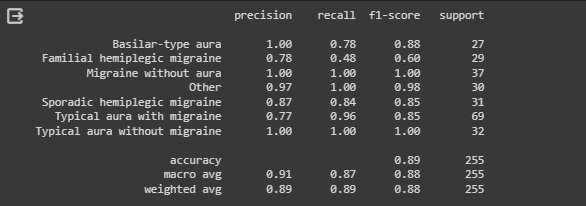 precision recall f1-score support
Basilar-type aura 1.00 0.78 0.88 27
Familial hemiplegic migraine 0.78 0.48 0.60 29
Migraine without aura 1.00 1.00 1.00 37
Other 0.97 1.00 0.98 30
Sporadic hemiplegic migraine 0.87 0.84 0.85 31
Typical aura with migraine 0.77 0.96 0.85 69
Typical aura without migraine 1.00 1.00 1.00 32
accuracy 0.89 255
macro avg 0.91 0.87 0.88 255
weighted avg 0.89 0.89 0.88 255